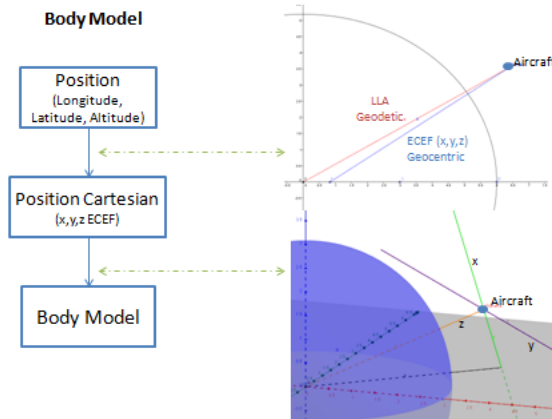 Body Model
Position
(Longitude,
Latitude, Altitude)
Position Cartesian
(x,y,z ECEF)
Body Model
Aircraft
LLA
Geodetic
ECEF (x,y,z)
Geocentric
x
Aircraft
z
y